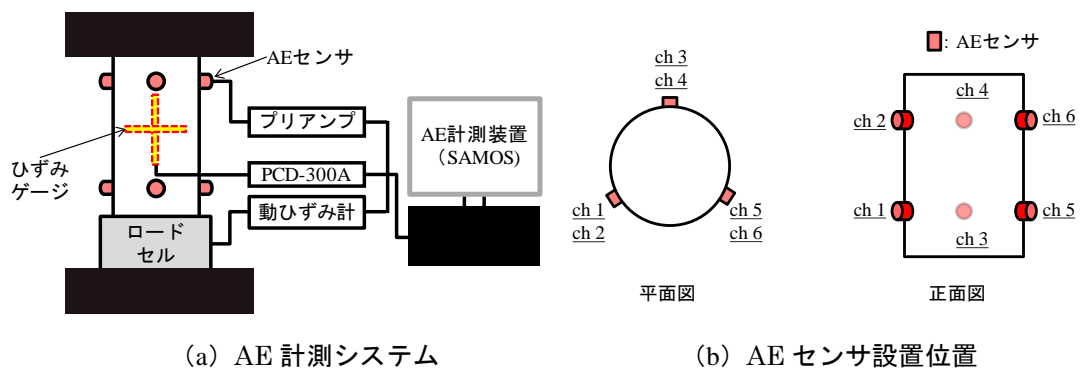 AEセンサ
プリアンプ
AE計測装置
（SAMOS）
ひずみ
ゲージ
PCD-300A
動ひずみ計
ロード
セル
(a) AE 計測システム
ch 3
ch 4
ch 1
ch 2
ch 5
ch 6
平面図
: AEセンサ
ch 4
ch 2
ch 6
ch 1
ch 5
ch 3
正面図
(b) AE センサ設置位置